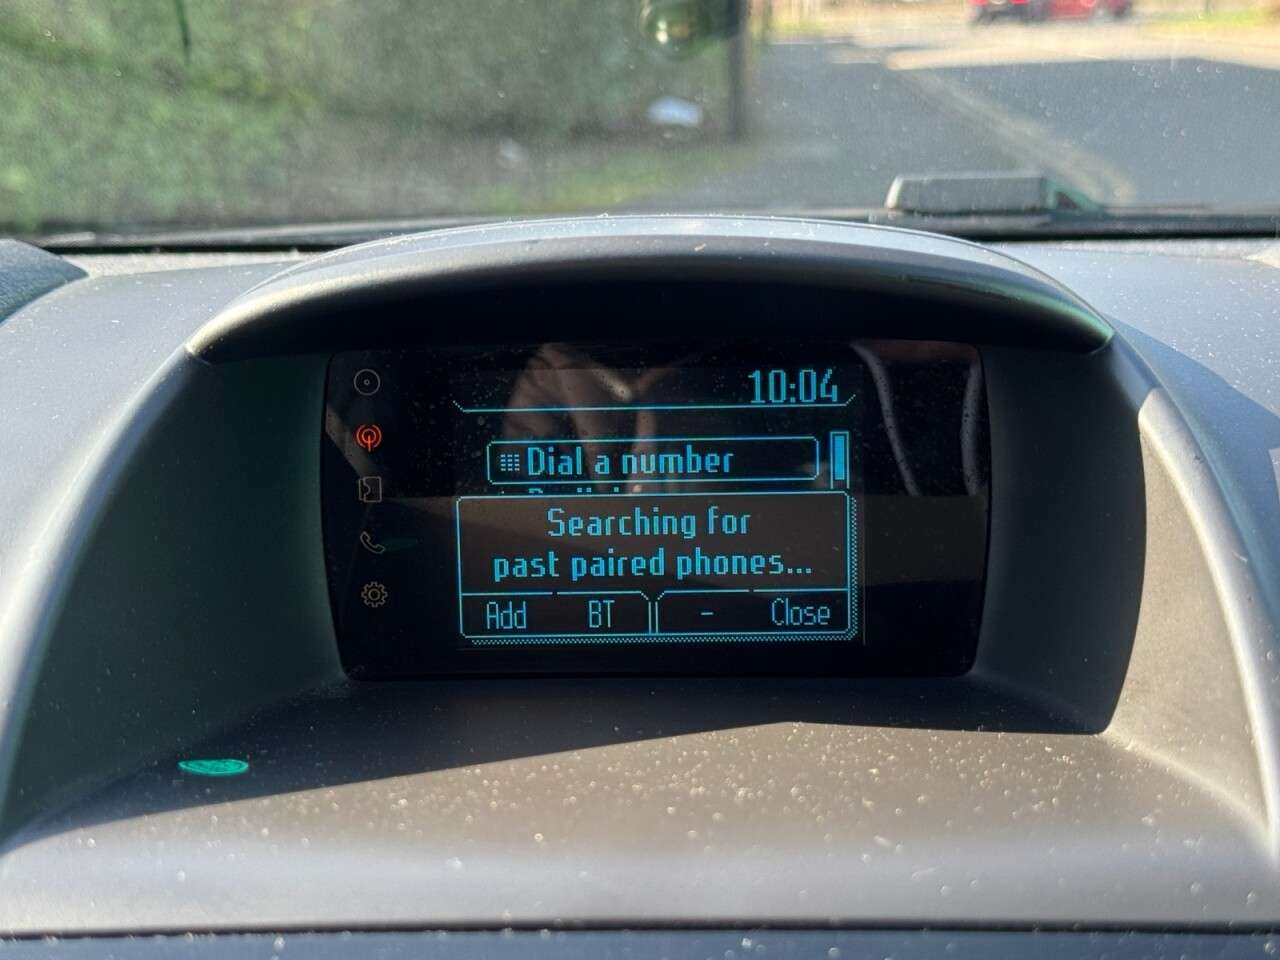 10:04
Dial a number
Searching for
past paired phones...
Add BT - Close